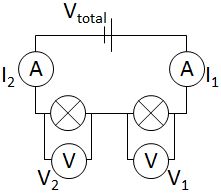 Vtotal
I2 A A I1
V V
V2 V1